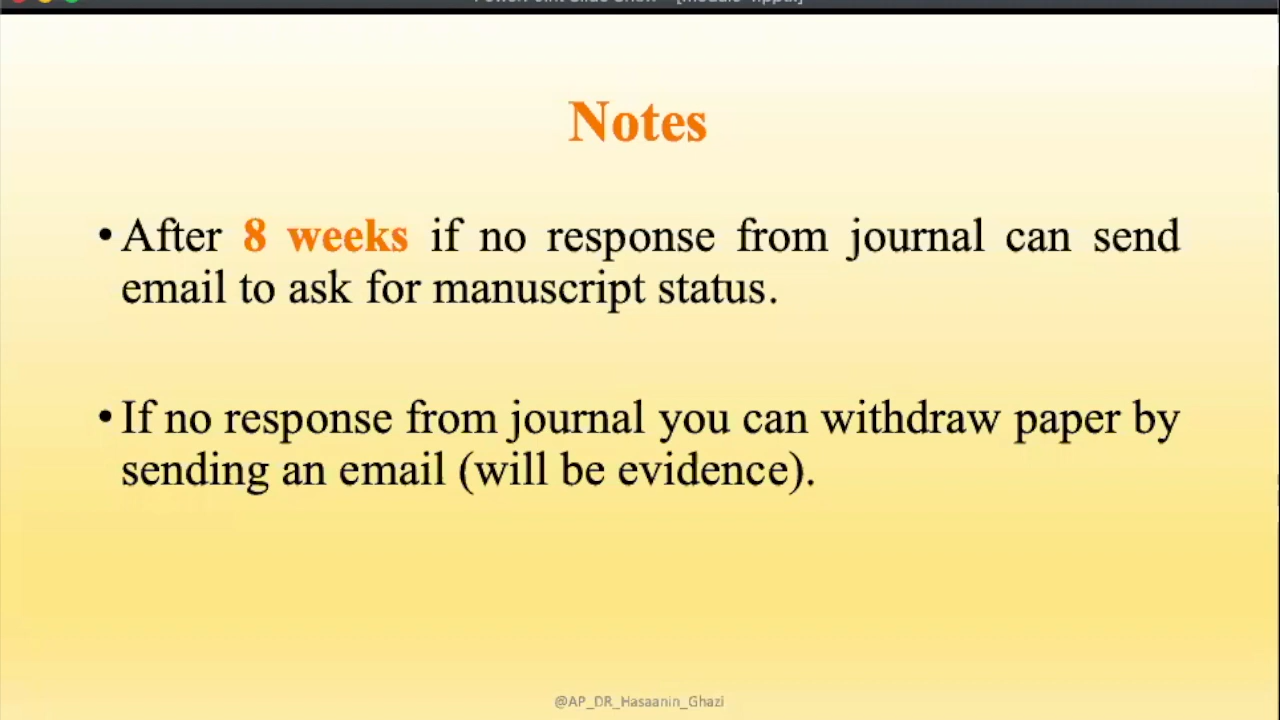 Notes
• After 8 weeks if no response from journal can send
email to ask for manuscript status.
• If no response from journal you can withdraw paper by
sending an email (will be evidence).
@AP_DR_Hasaanin_Ghazi